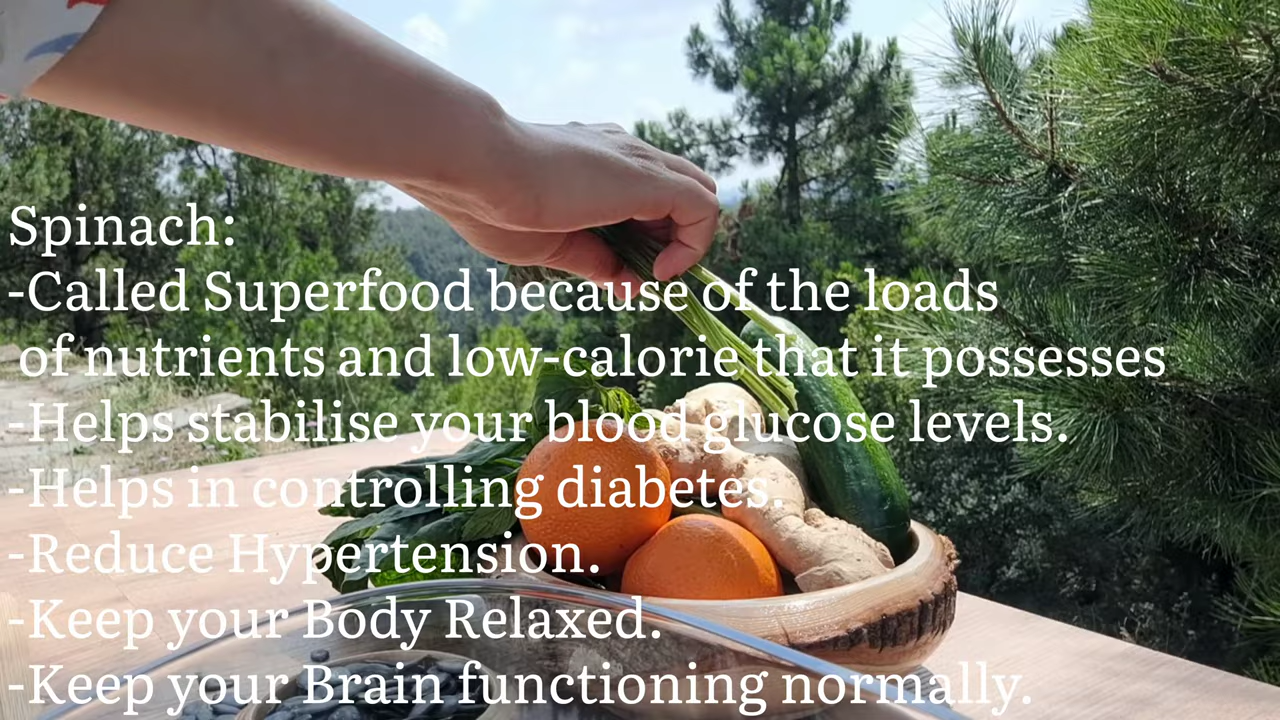 Spinach:
-Called Superfood because of the loads
of nutrients and low-calorie that it possesses
-Helps stabilise your blood glucose levels.
-Helps in controlling diabetes.
-Reduce Hypertension.
-Keep your Body Relaxed.
-Keep your Brain functioning normally.